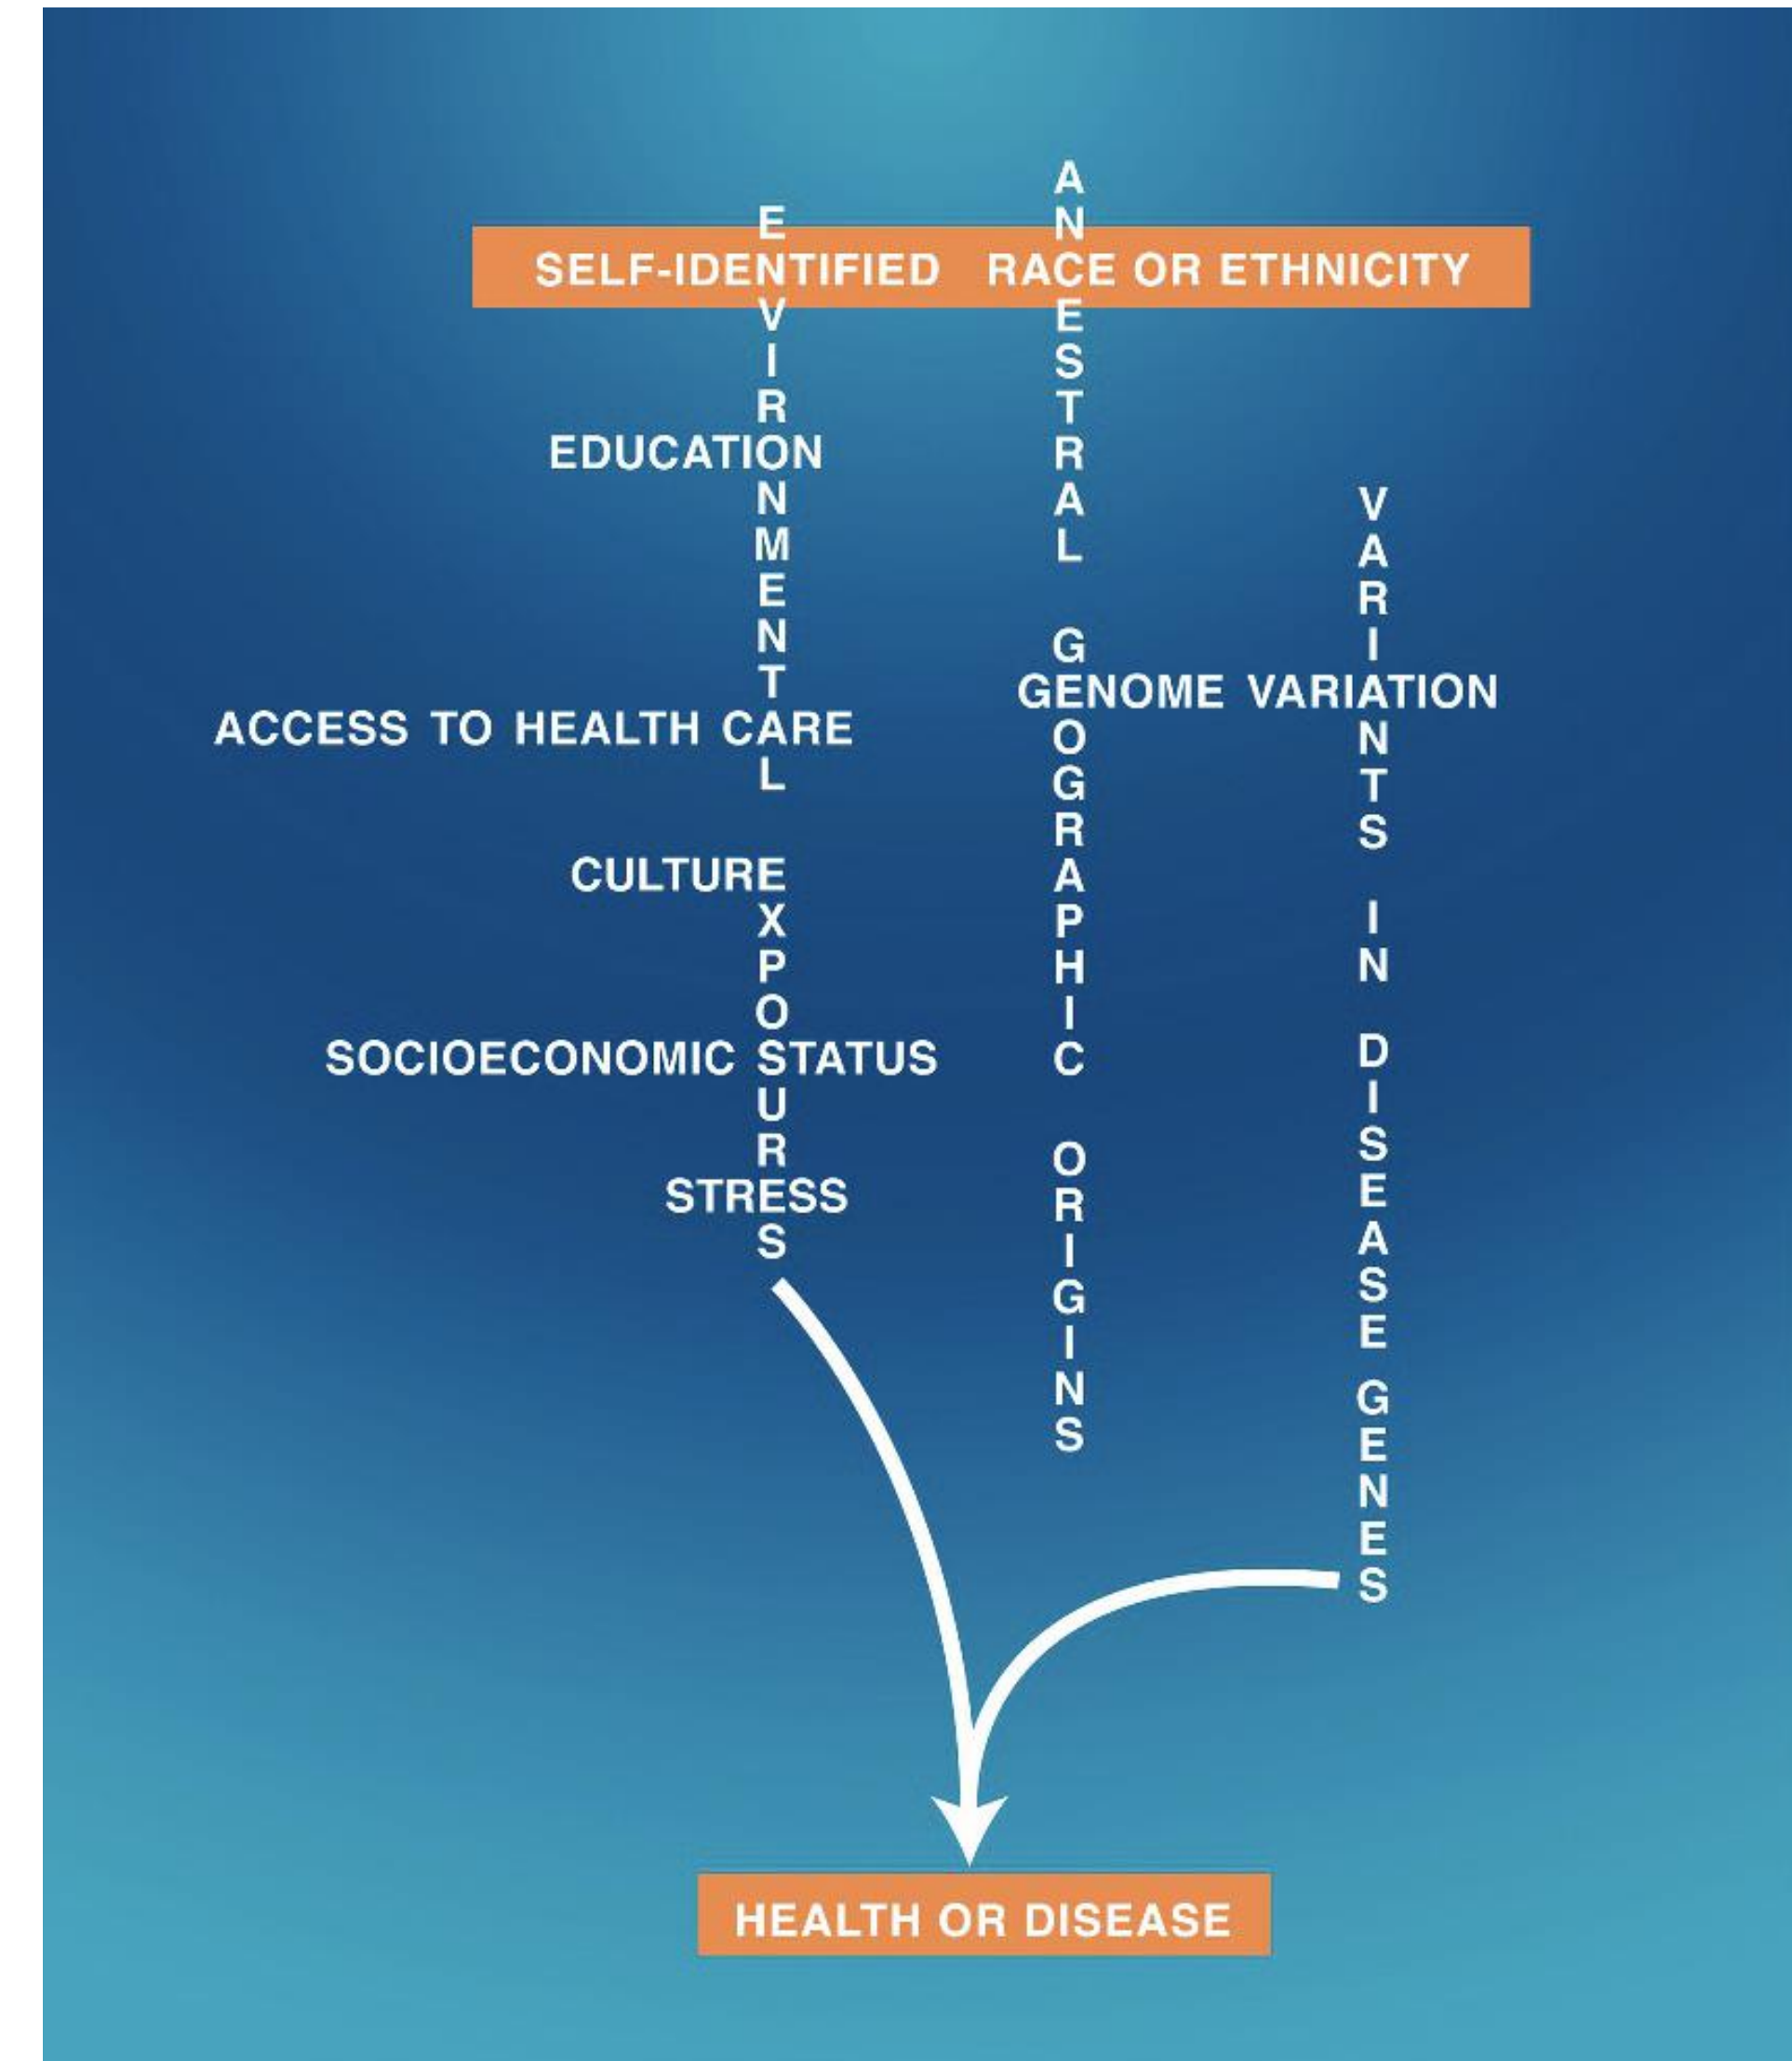 SELF-IDENTIFIED RACE OR ETHNICITY
ENVIRONMENTAL EXPOSURES
ANCESTRAL GEOGRAPHIC ORIGINS
EDUCATION
VARIANTS IN DISEASE GENES
GENOME VARIATION
ACCESS TO HEALTH CARE
CULTURE
SOCIOECONOMIC STATUS
STRESS
HEALTH OR DISEASE